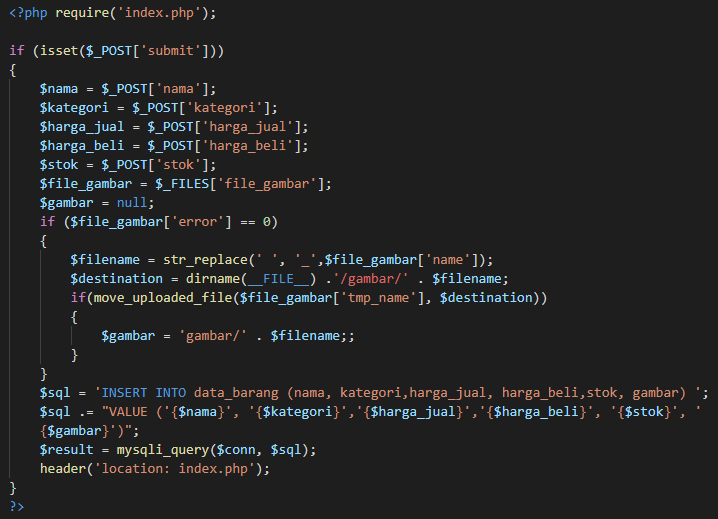 <?php require('index.php');

if (isset($_POST['submit']))
{
    $nama = $_POST['nama'];
    $kategori = $_POST['kategori'];
    $harga_jual = $_POST['harga_jual'];
    $harga_beli = $_POST['harga_beli'];
    $stok = $_POST['stok'];
    $file_gambar = $_FILES['file_gambar'];
    $gambar = null;
    if ($file_gambar['error'] == 0)
    {
        $filename = str_replace(' ', '_',$file_gambar['name']);
        $destination = dirname(__FILE__) .'/gambar/' . $filename;
        if(move_uploaded_file($file_gambar['tmp_name'], $destination))
        {
            $gambar = 'gambar/' . $filename;;
        }
    }
    $sql = 'INSERT INTO data_barang (nama, kategori,harga_jual, harga_beli,stok, gambar) ';
    $sql .= "VALUE ('{$nama}', '{$kategori}','{$harga_jual}','{$harga_beli}', '{$stok}', '
    {$gambar}')";
    $result = mysqli_query($conn, $sql);
    header('location: index.php');
}
?>